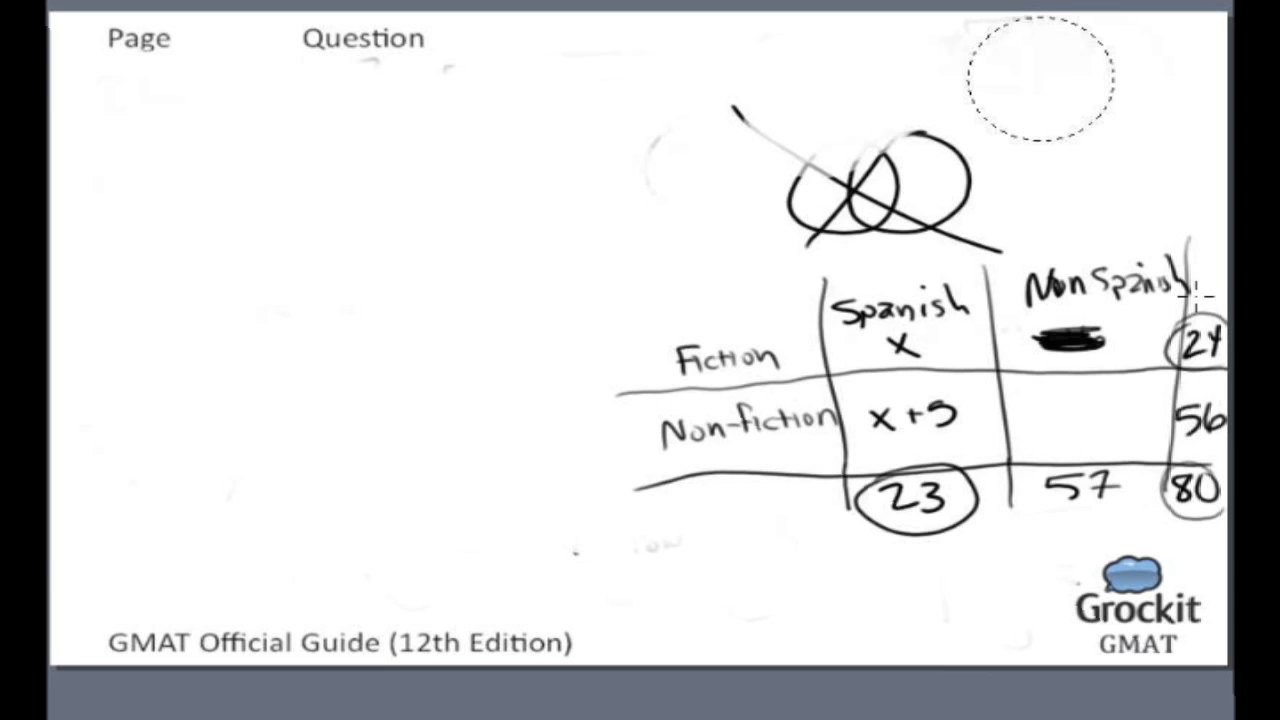 Page Question
Spanish Non Spanish
Fiction x 24
Non-fiction x+5 56
23 57 80
Grockit
GMAT
GMAT Official Guide (12th Edition)